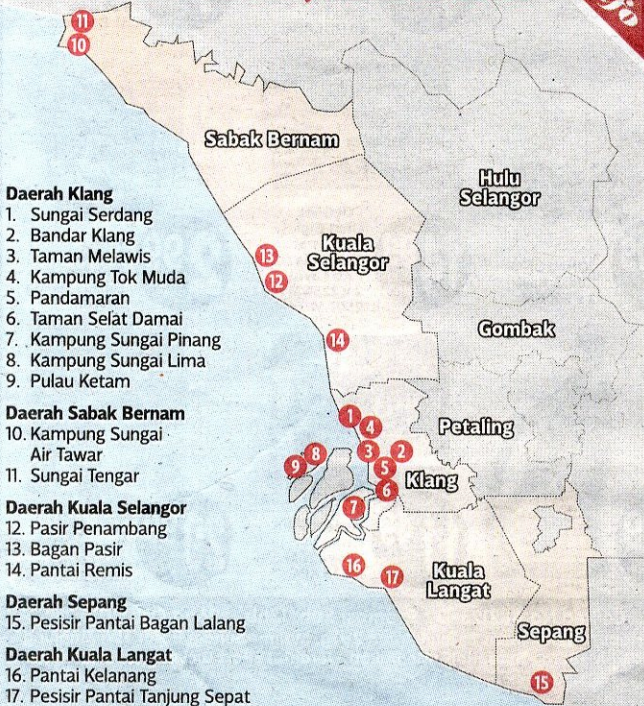 Daerah Klang
1. Sungai Serdang
2. Bandar Klang
3. Taman Melawis
4. Kampung Tok Muda
5. Pandamaran
6. Taman Selat Damai
7. Kampung Sungai Pinang
8. Kampung Sungai Lima
9. Pulau Ketam
Daerah Sabak Bernam
10. Kampung Sungai
Air Tawar
11. Sungai Tengar
Daerah Kuala Selangor
12. Pasir Penambang
13. Bagan Pasir
14. Pantai Remis
Daerah Sepang
15. Pesisir Pantai Bagan Lalang
Daerah Kuala Langat
16. Pantai Kelanang
17. Pesisir Pantai Tanjung Sepat
11
10
Sabak Bernam
Hulu
Selangor
Kuala
Selangor
13
12
Gombak
14
1
4
Petaling
3
2
8
9
5
Klang
6
7
16
17
Kuala
Langat
Sepang
15